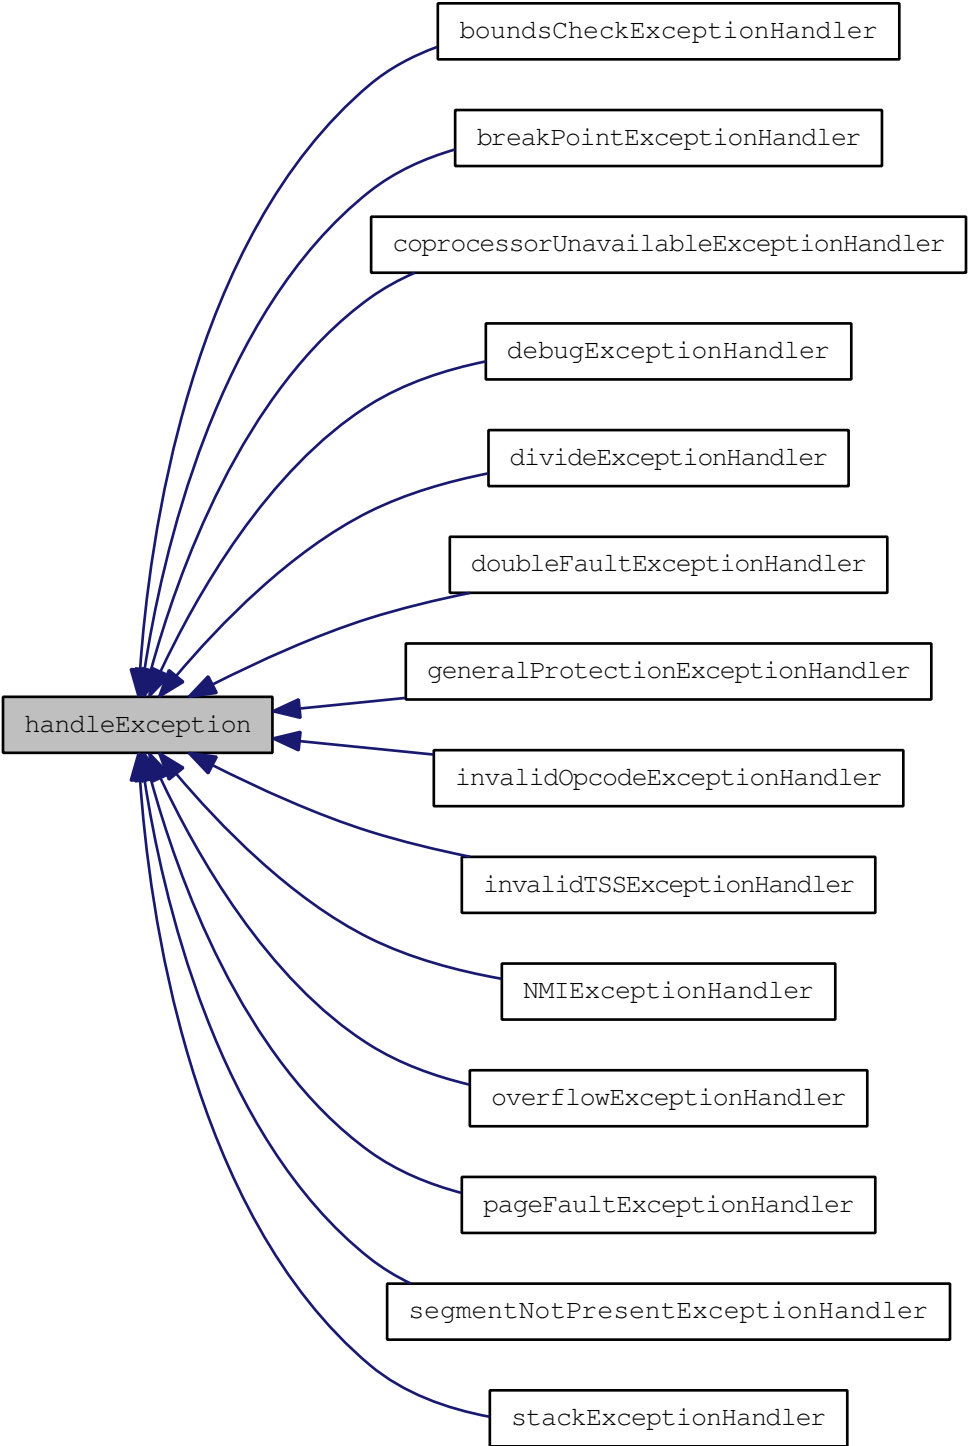 boundsCheckExceptionHandler
breakPointExceptionHandler
coprocessorUnavailableExceptionHandler
debugExceptionHandler
divideExceptionHandler
doubleFaultExceptionHandler
generalProtectionExceptionHandler
handleException
invalidOpcodeExceptionHandler
invalidTSSExceptionHandler
NMIExceptionHandler
overflowExceptionHandler
pageFaultExceptionHandler
segmentNotPresentExceptionHandler
stackExceptionHandler